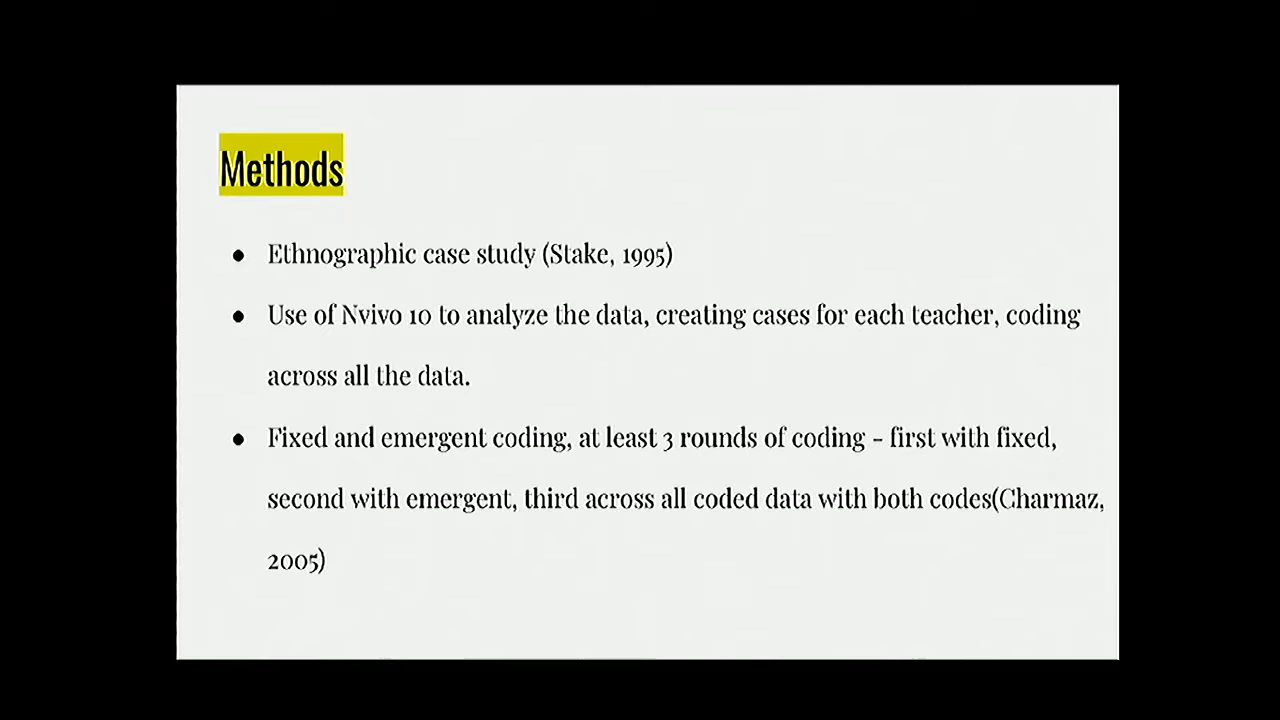 Methods
● Ethnographic case study (Stake, 1995)
● Use of Nvivo 10 to analyze the data, creating cases for each teacher, coding
across all the data.
● Fixed and emergent coding, at least 3 rounds of coding - first with fixed,
second with emergent, third across all coded data with both codes(Charmaz,
2005)